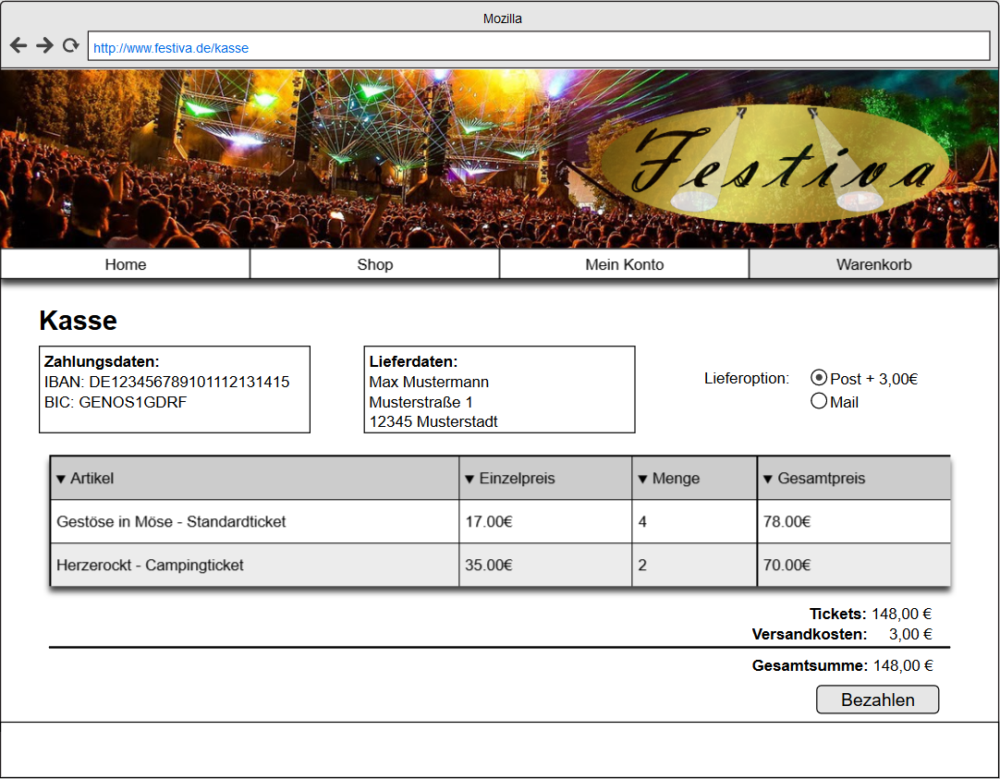 Mozilla
http://www.festiva.de/kasse
Festiva
Home Shop Mein Konto Warenkorb
Kasse
Zahlungsdaten:
IBAN: DE123456789101112131415
BIC: GENOS1GDRF
Lieferdaten:
Max Mustermann
Musterstraße 1
12345 Musterstadt
Lieferoption: Post + 3,00€
Mail
▼ Artikel ▼ Einzelpreis ▼ Menge ▼ Gesamtpreis
Gestöse in Möse - Standardticket 17.00€ 4 78.00€
Herzerockt - Campingticket 35.00€ 2 70.00€
Tickets: 148,00 €
Versandkosten: 3,00 €
Gesamtsumme: 148,00 €
Bezahlen